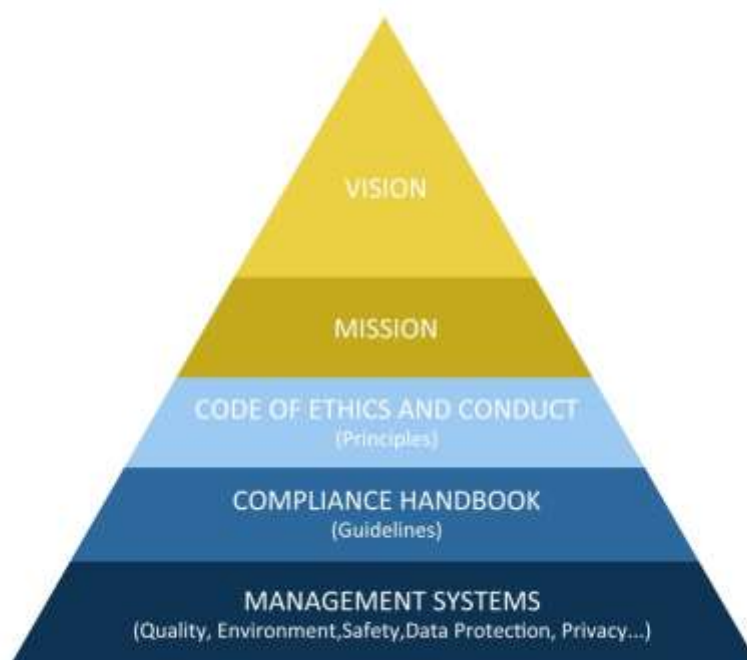 VISION
MISSION
CODE OF ETHICS AND CONDUCT
(Principles)
COMPLIANCE HANDBOOK
(Guidelines)
MANAGEMENT SYSTEMS
(Quality, Environment,Safety,Data Protection, Privacy...)